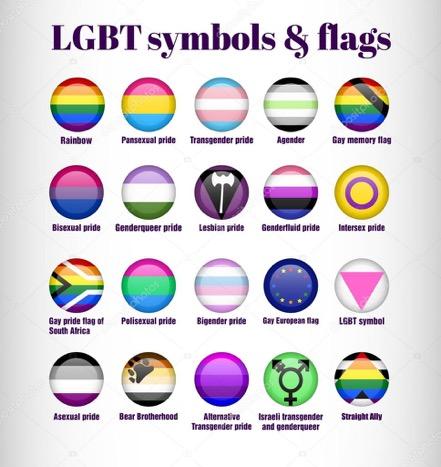 LGBT symbols & flags
Rainbow
Pansexual pride
Transgender pride
Agender
Gay memory flag
Bisexual pride
Genderqueer pride
Lesbian pride
Genderfluid pride
Intersex pride
Gay pride flag of
South Africa
Polisexual pride
Bigender pride
Gay European flag
LGBT symbol
Asexual pride
Bear Brotherhood
Alternative
Transgender pride
Israeli transgender
and genderqueer
Straight Ally